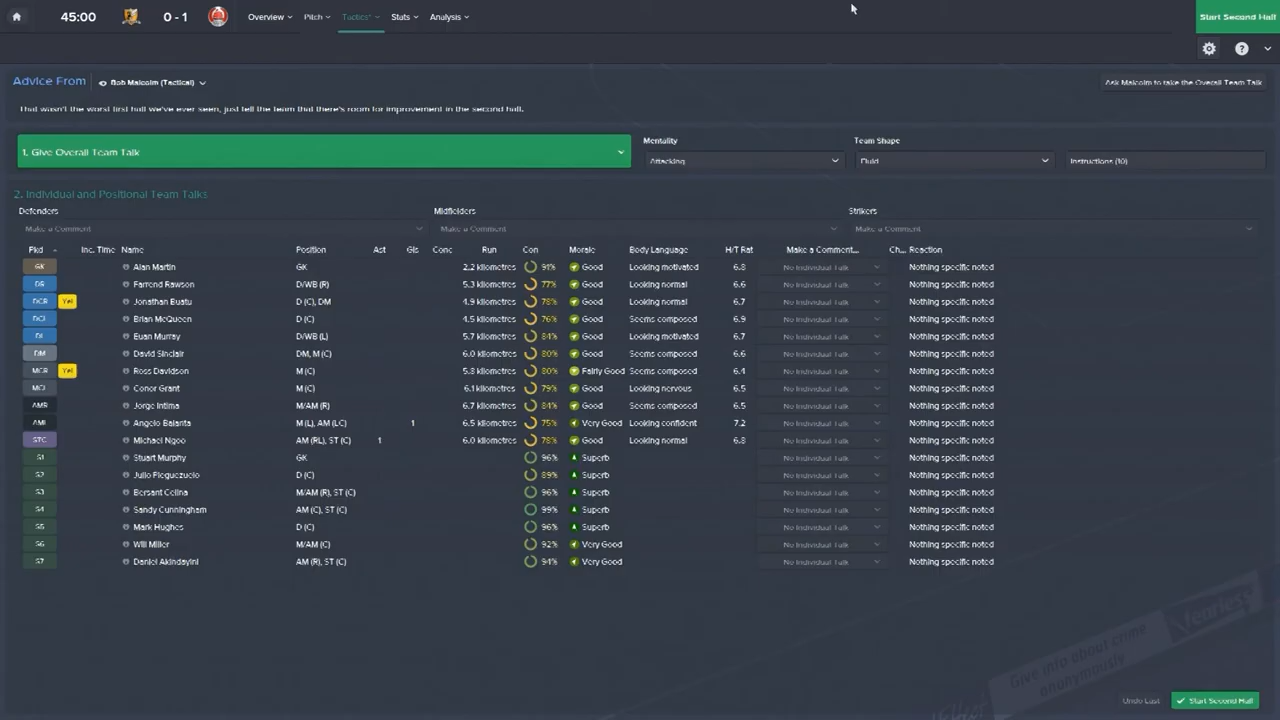 45:00 0 - 1 Overview Pitch Tactics* Stats Analysis Start Second Half
Advice From Bob Malcolm (Tactical) Ask Malcolm to take the Overall Team Talk
That wasn't the worst first half we've ever seen, just tell the team that there's room for improvement in the second half.
1. Give Overall Team Talk
Mentality Team Shape
Attacking Fluid Instructions (10)
2. Individual and Positional Team Talks
Defenders Midfielders Strikers
Make a Comment Make a Comment Make a Comment
Pkd Inc. Time Name Position Ast Gls Conc Run Con Morale Body Language H/T Rat Make a Comment... Ch... Reaction
GK Alan Martin GK 2.2 kilometres 91% Good Looking motivated 6.8 No Individual Talk Nothing specific noted
DR Farrend Rawson D/WB (R) 5.3 kilometres 77% Good Looking normal 6.6 No Individual Talk Nothing specific noted
DCR Yel Jonathan Buatu D (C), DM 4.9 kilometres 78% Good Looking normal 6.7 No Individual Talk Nothing specific noted
DCL Brian McQueen D (C) 4.5 kilometres 76% Good Seems composed 6.9 No Individual Talk Nothing specific noted
DL Euan Murray D/WB (L) 5.7 kilometres 84% Good Looking motivated 6.8 No Individual Talk Nothing specific noted
DM David Sinclair DM, M (C) 6.0 kilometres 80% Good Seems composed 6.6 No Individual Talk Nothing specific noted
MCR Yel Ross Davidson M (C) 5.8 kilometres 80% Fairly Good Seems composed 6.4 No Individual Talk Nothing specific noted
MCL Conor Grant M (C) 6.1 kilometres 79% Good Looking nervous 6.5 No Individual Talk Nothing specific noted
AMR Jorge Intima M/AM (R) 6.7 kilometres 84% Good Seems composed 6.5 No Individual Talk Nothing specific noted
AML Angelo Balanta M (L), AM (LC) 1 6.5 kilometres 75% Very Good Looking confident 7.2 No Individual Talk Nothing specific noted
STC Michael Ngoo AM (RL), ST (C) 1 6.0 kilometres 78% Good Looking normal 6.8 No Individual Talk Nothing specific noted
S1 Stuart Murphy GK 96% Superb No Individual Talk Nothing specific noted
S2 Julio Pleguezuelo D (C) 89% Superb No Individual Talk Nothing specific noted
S3 Bersant Celina M/AM (R), ST (C) 96% Superb No Individual Talk Nothing specific noted
S4 Sandy Cunningham AM (C), ST (C) 99% Superb No Individual Talk Nothing specific noted
S5 Mark Hughes D (C) 96% Superb No Individual Talk Nothing specific noted
S6 Will Miller M/AM (C) 92% Very Good No Individual Talk Nothing specific noted
S7 Daniel Akindayini AM (R), ST (C) 94% Very Good No Individual Talk Nothing specific noted
fearless
Give info about crime
anonymously
Undo Last Start Second Half